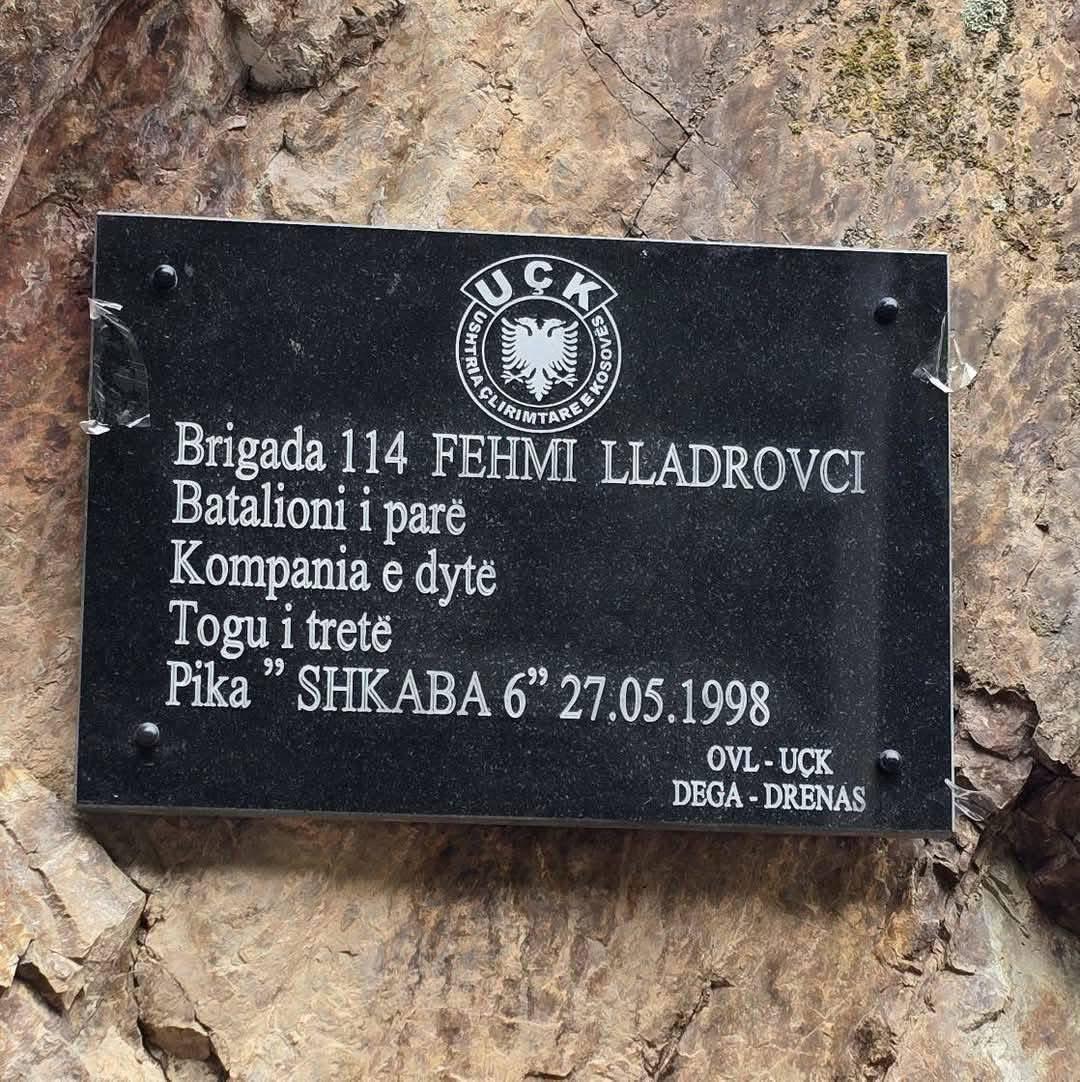 UÇK
USHTRIA ÇLIRIMTARE E KOSOVËS
Brigada 114 FEHMI LLADROVCI
Batalioni i parë
Kompania e dytë
Togu i tretë
Pika ” SHKABA 6” 27.05.1998
OVL - UÇK
DEGA - DRENAS